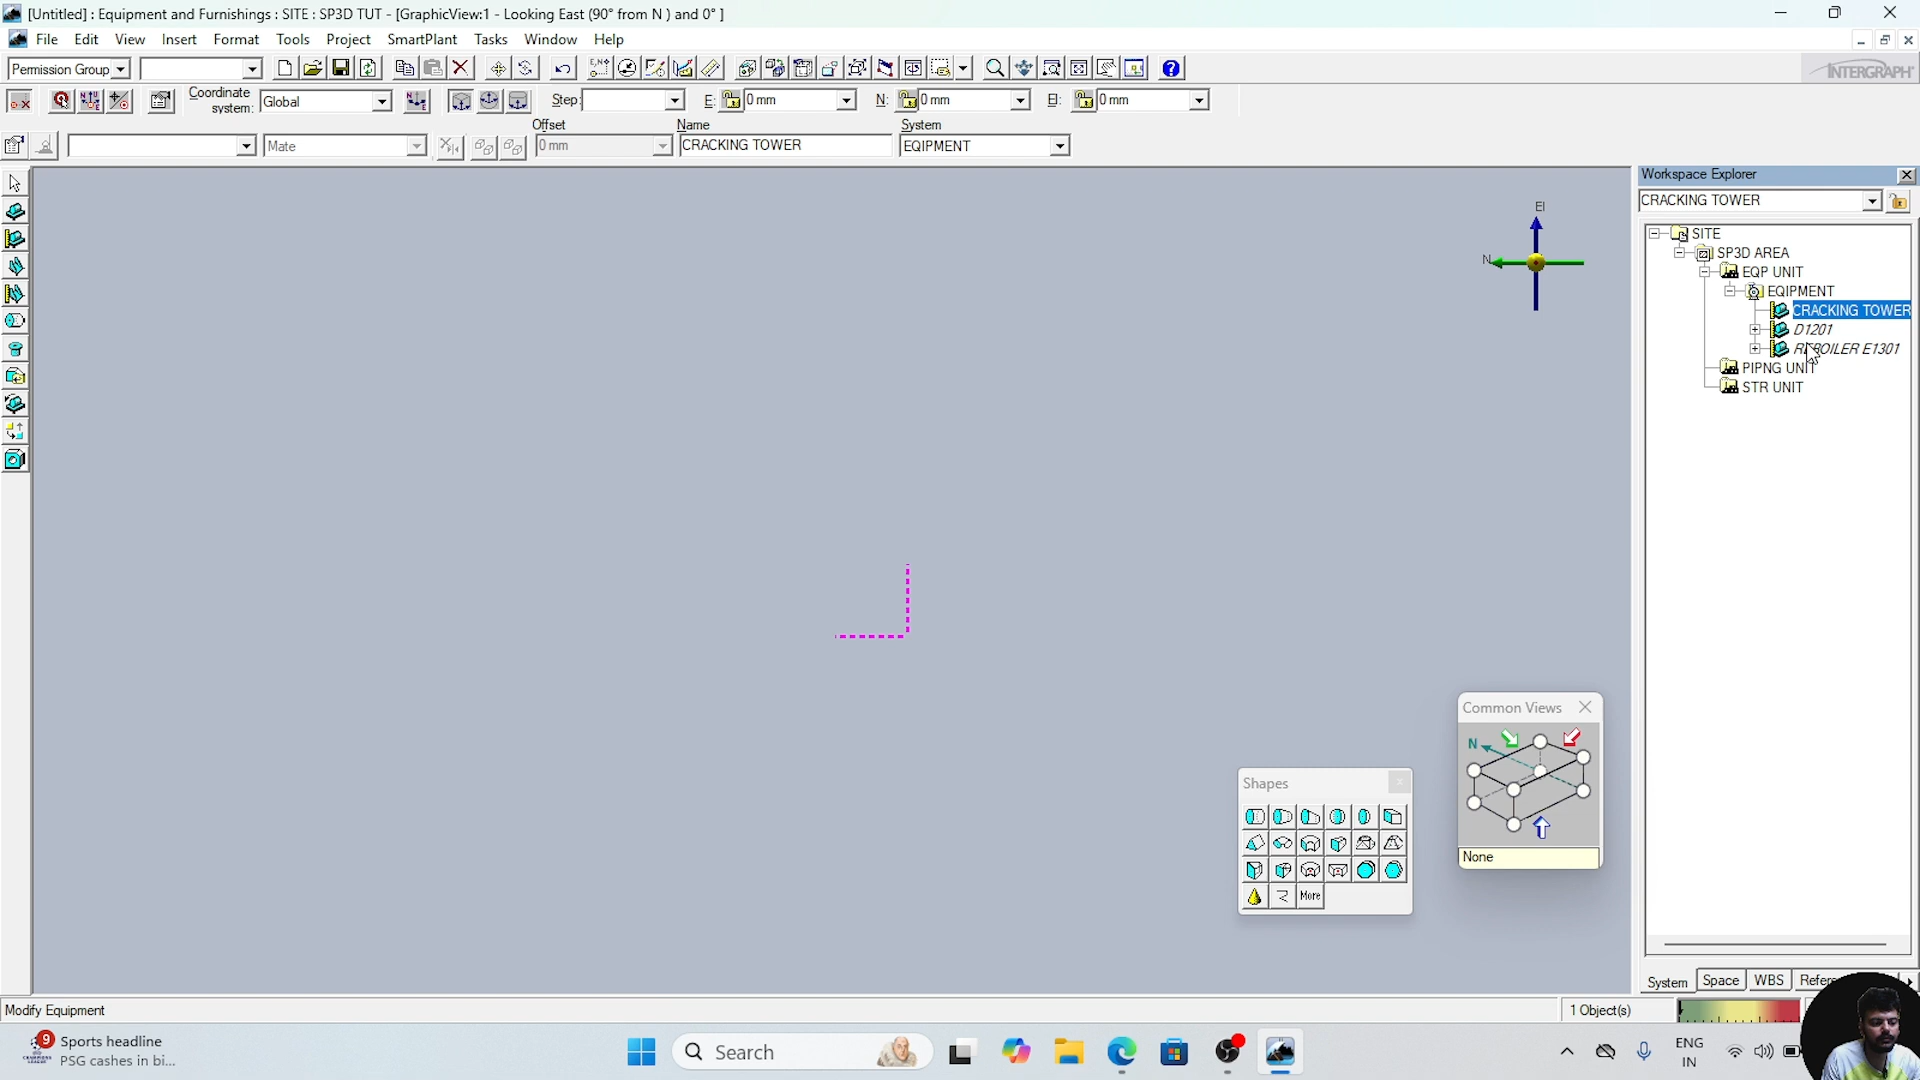 [Untitled] : Equipment and Furnishings : SITE : SP3D TUT - [GraphicView:1 - Looking East (90° from N ) and 0° ]
File Edit View Insert Format Tools Project SmartPlant Tasks Window Help
Permission Group
INTERGRAPH
Coordinate system: Global Step: E: 0 mm N: 0 mm El: 0 mm
Offset Name System
Mate 0 mm CRACKING TOWER EQIPMENT
Workspace Explorer
CRACKING TOWER
SITE
SP3D AREA
EQP UNIT
EQIPMENT
CRACKING TOWER
D1201
REBOILER E1301
PIPNG UNIT
STR UNIT
El
N
Common Views
N
None
Shapes
More
System Space WBS Refere
Modify Equipment
1 Object(s)
9
Sports headline
PSG cashes in bi...
Search
ENG
IN